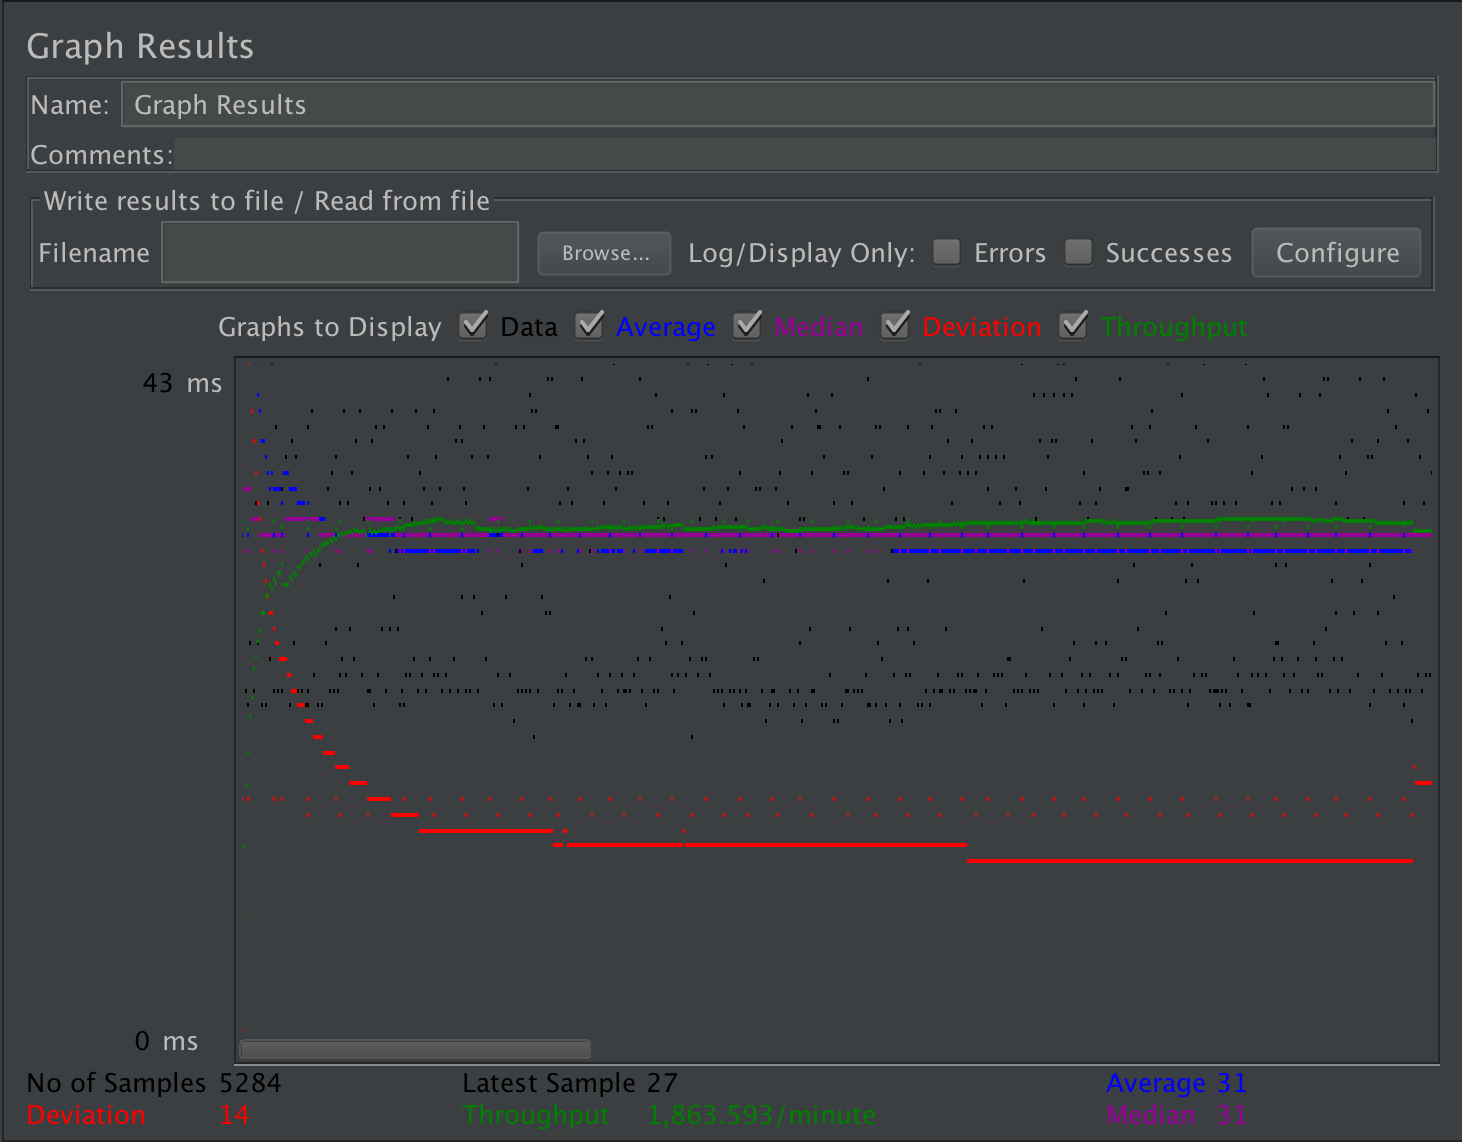 Graph Results
Name: Graph Results
Comments:
Write results to file / Read from file
Filename Browse... Log/Display Only: Errors Successes Configure
Graphs to Display Data Average Median Deviation Throughput
43 ms
0 ms
No of Samples 5284 Latest Sample 27 Average 31
Deviation 14 Throughput 1,863.593/minute Median 31